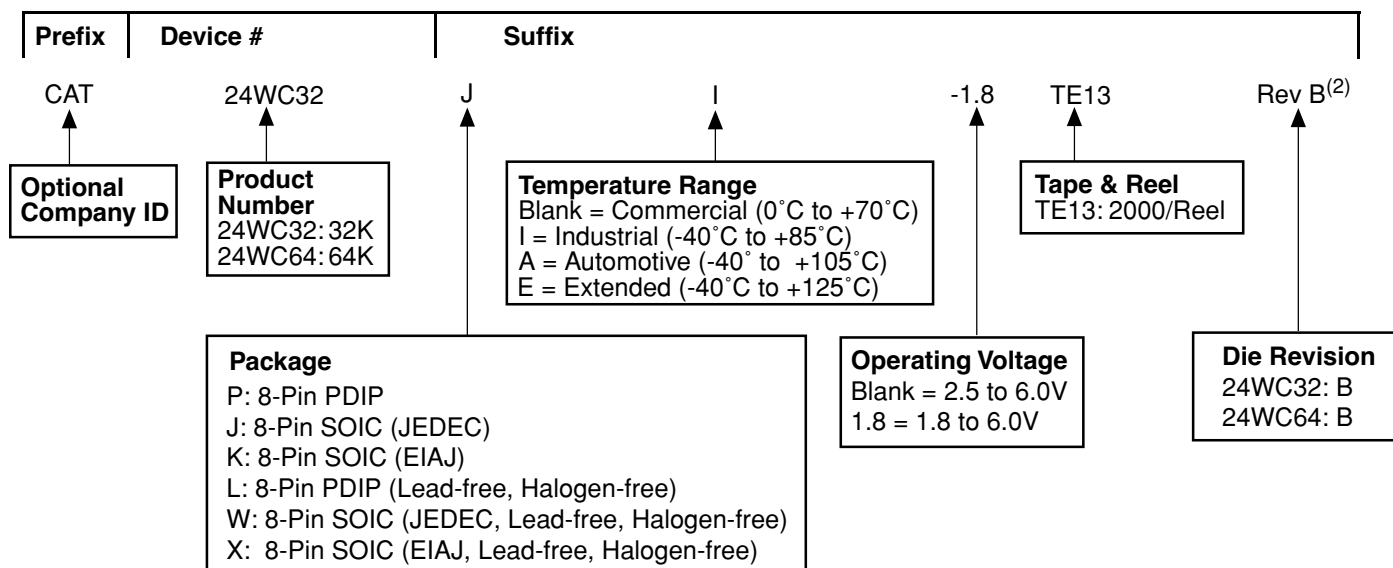 Prefix Device # Suffix
CAT 24WC32 J I -1.8 TE13 Rev B(2)
Optional
Company ID
Product
Number
24WC32: 32K
24WC64: 64K
Temperature Range
Blank = Commercial (0˚C to +70˚C)
I = Industrial (-40˚C to +85˚C)
A = Automotive (-40˚ to +105˚C)
E = Extended (-40˚C to +125˚C)
Tape & Reel
TE13: 2000/Reel
Package
P: 8-Pin PDIP
J: 8-Pin SOIC (JEDEC)
K: 8-Pin SOIC (EIAJ)
L: 8-Pin PDIP (Lead-free, Halogen-free)
W: 8-Pin SOIC (JEDEC, Lead-free, Halogen-free)
X: 8-Pin SOIC (EIAJ, Lead-free, Halogen-free)
Operating Voltage
Blank = 2.5 to 6.0V
1.8 = 1.8 to 6.0V
Die Revision
24WC32: B
24WC64: B